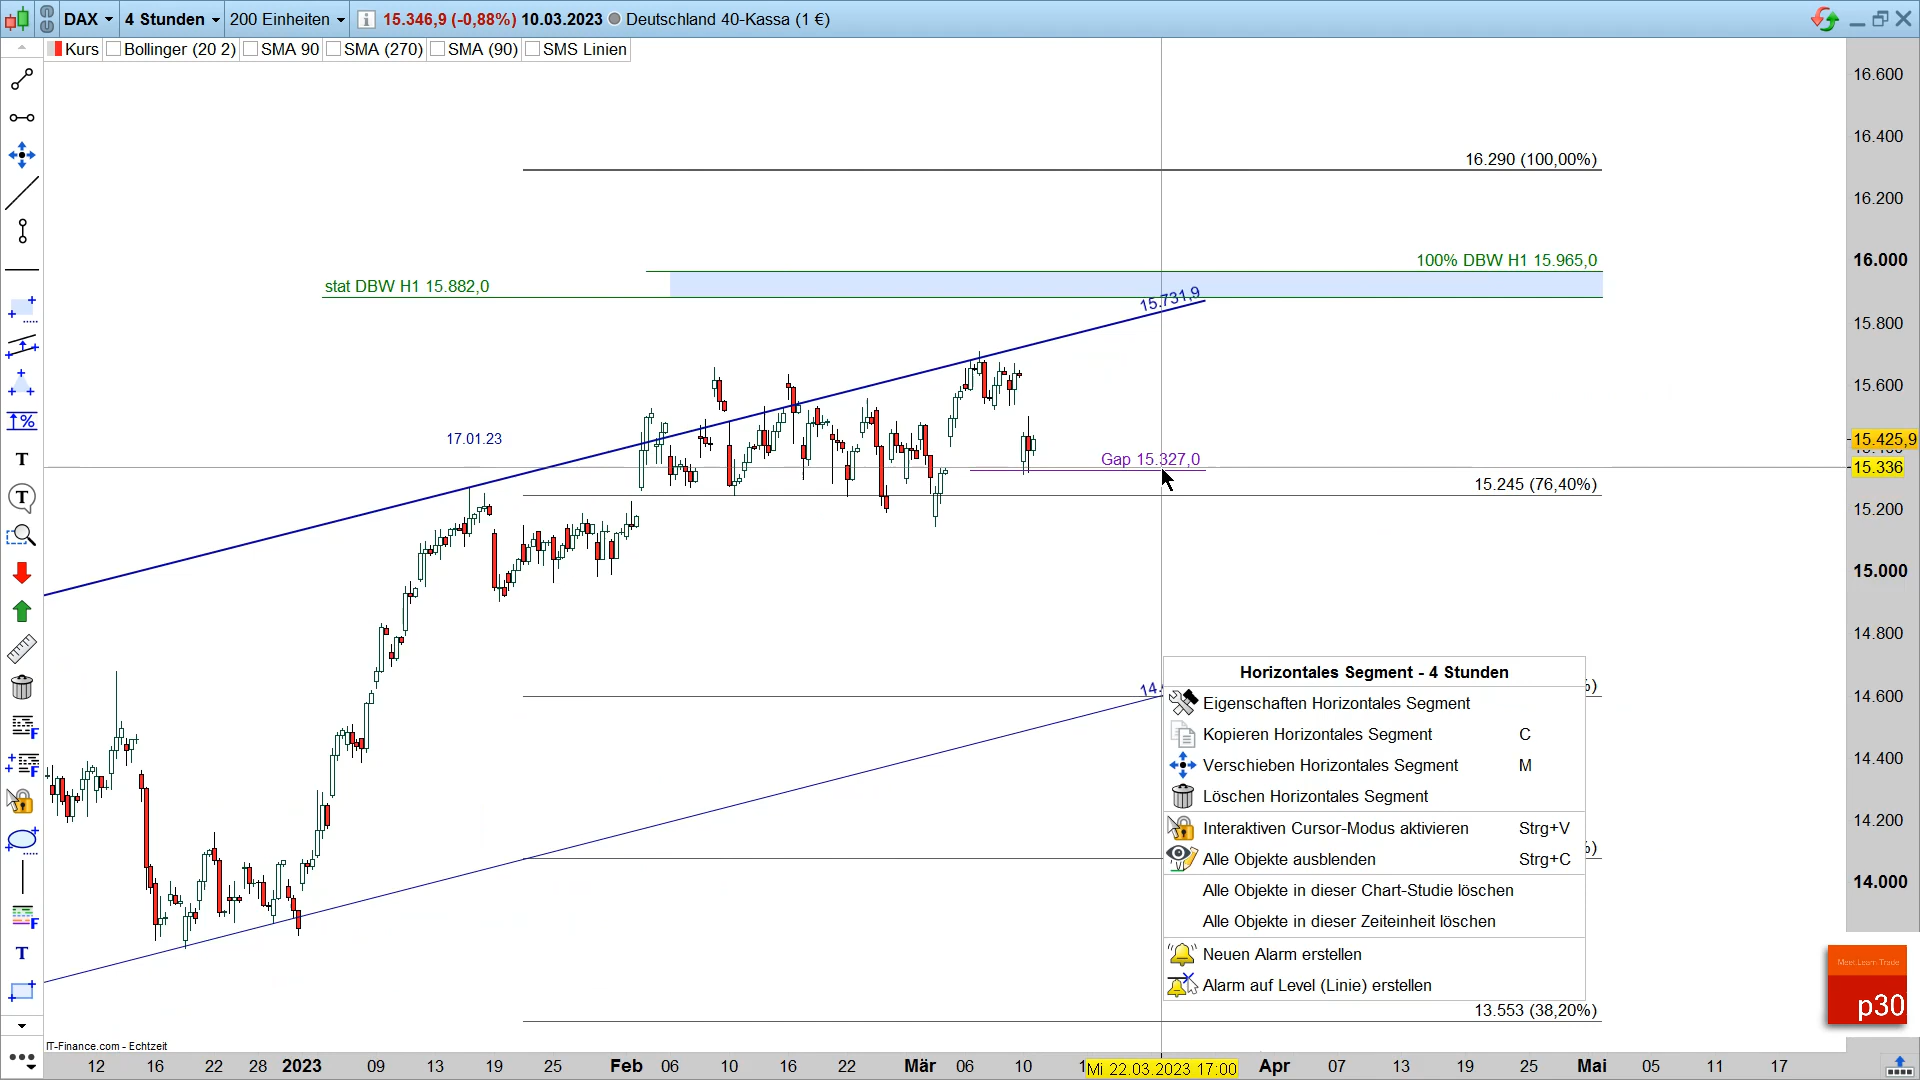 DAX 4 Stunden 200 Einheiten 15.346,9 (-0,88%) 10.03.2023 Deutschland 40-Kassa (1 €)
Kurs Bollinger (20 2) SMA 90 SMA (270) SMA (90) SMS Linien
16.600
16.400
16.290 (100,00%)
16.200
100% DBW H1 15.965,0
16.000
stat DBW H1 15.882,0
15.731,9
15.800
15.600
17.01.23
15.425,9
Gap 15.327,0
15.336
15.245 (76,40%)
15.200
15.000
14.800
Horizontales Segment - 4 Stunden
14.600
Eigenschaften Horizontales Segment
Kopieren Horizontales Segment C
14.400
Verschieben Horizontales Segment M
Löschen Horizontales Segment
14.200
Interaktiven Cursor-Modus aktivieren Strg+V
Alle Objekte ausblenden Strg+C
14.000
Alle Objekte in dieser Chart-Studie löschen
Alle Objekte in dieser Zeiteinheit löschen
Neuen Alarm erstellen
Alarm auf Level (Linie) erstellen
Meet Learn Trade
p30
13.553 (38,20%)
IT-Finance.com - Echtzeit
12 16 22 28 2023 09 13 19 25 Feb 06 10 16 22 Mär 06 10 Mi 22.03.2023 17:00 Apr 07 13 19 25 Mai 05 11 17